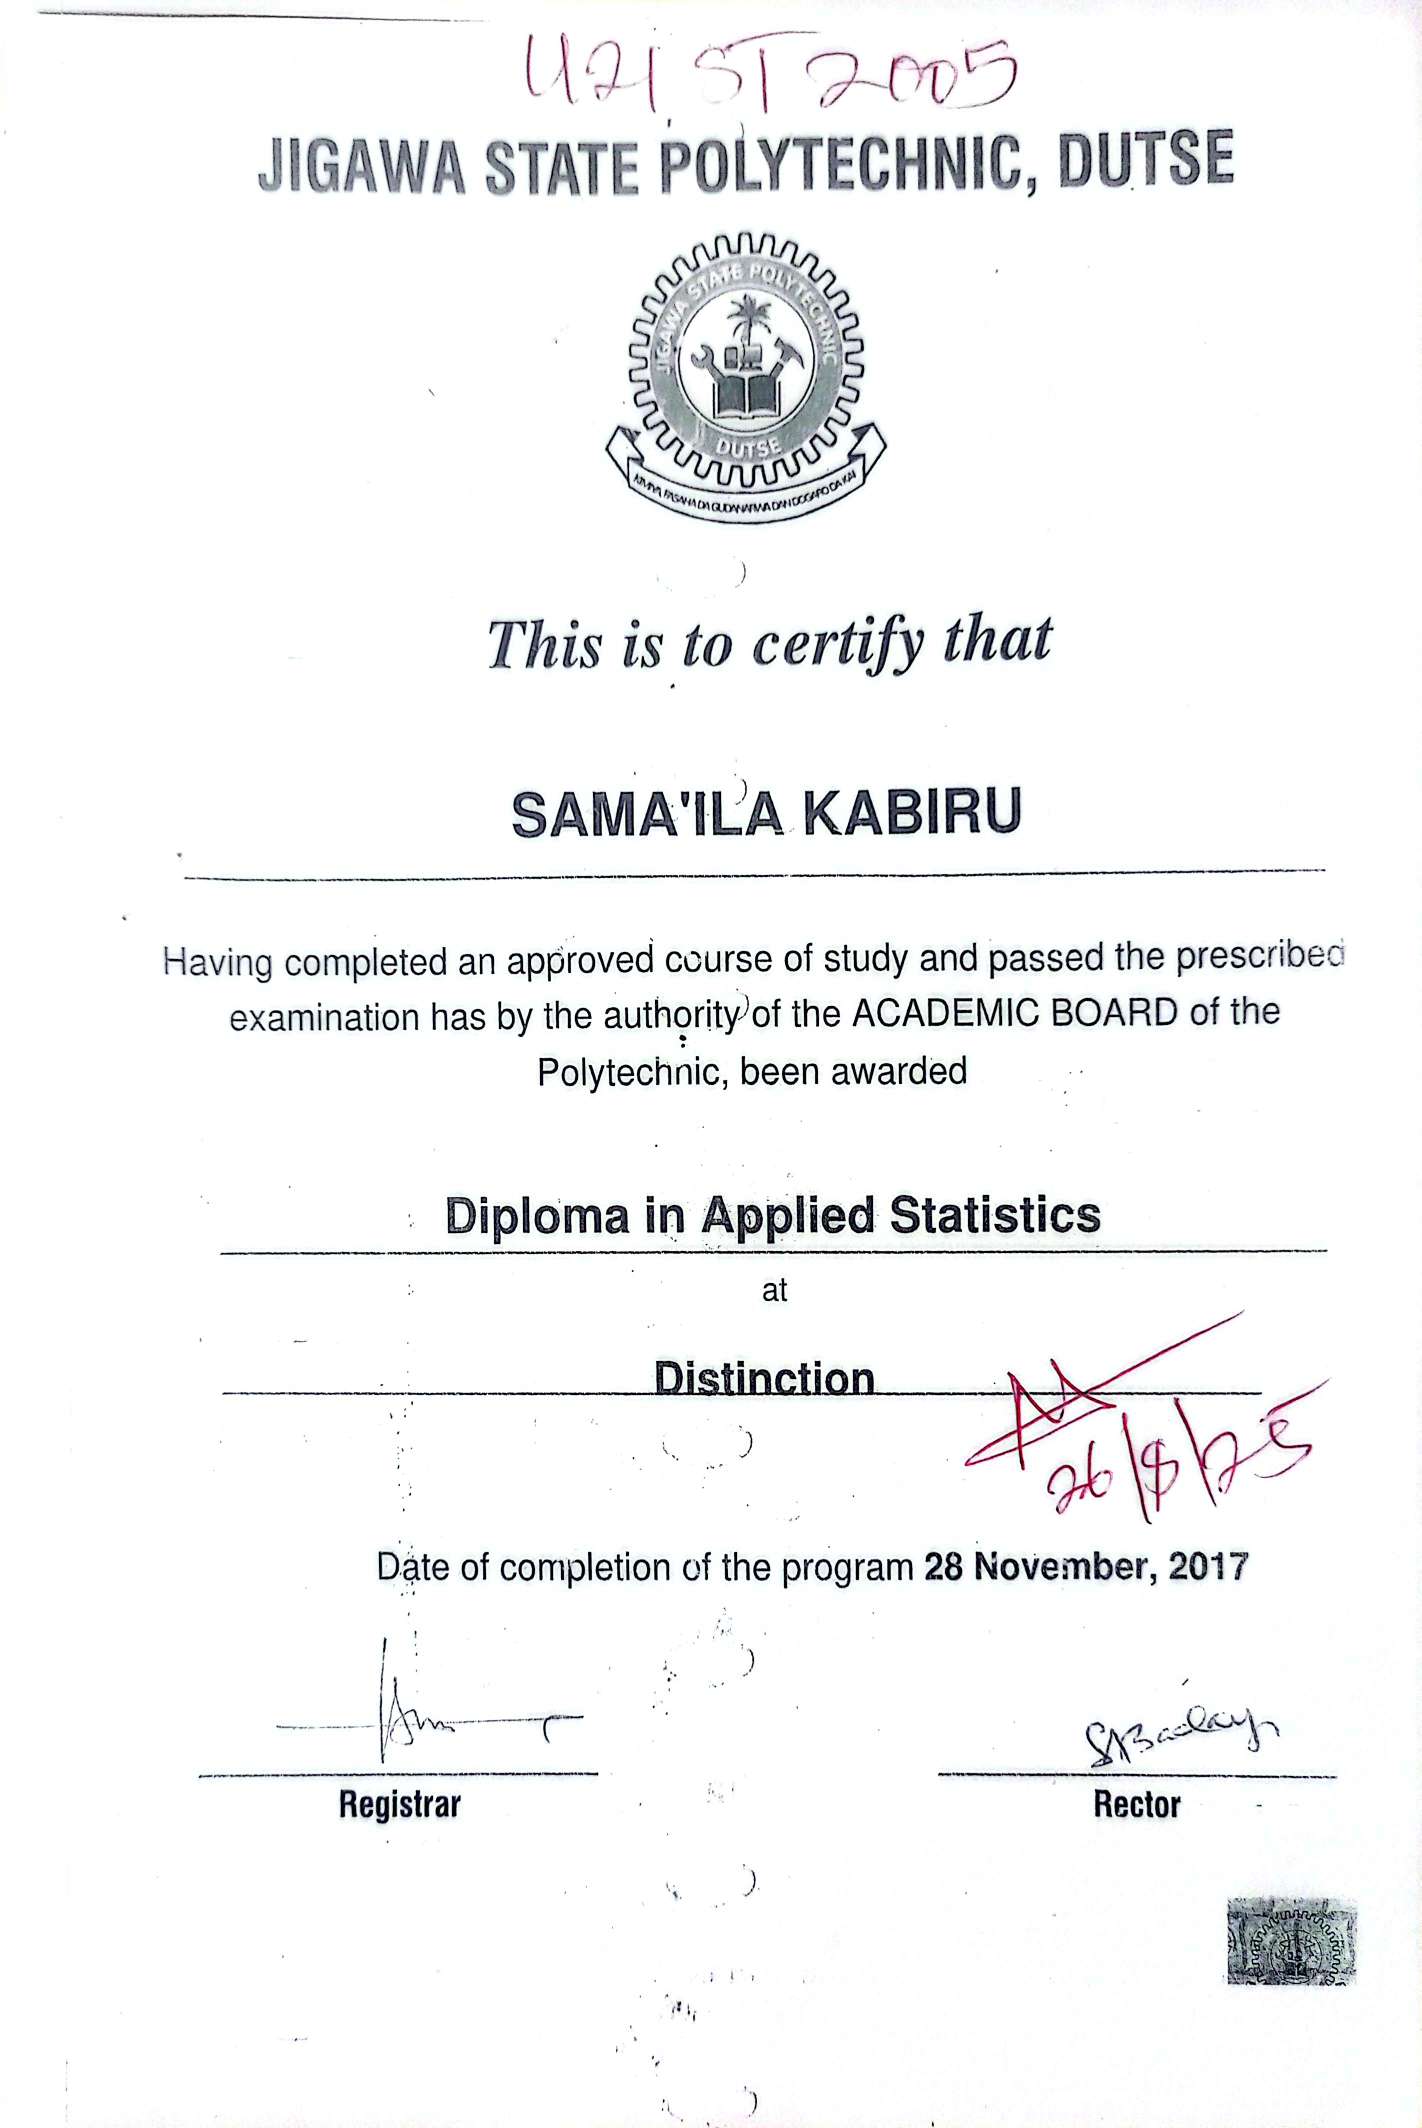 U21ST2005
JIGAWA STATE POLYTECHNIC, DUTSE
JIGAWA STATE POLYTECHNIC
DUTSE
This is to certify that
SAMA'ILA KABIRU
Having completed an approved course of study and passed the prescribed
examination has by the authority of the ACADEMIC BOARD of the
Polytechnic, been awarded
Diploma in Applied Statistics
at
Distinction
26/8/25
Date of completion of the program 28 November, 2017
Registrar
Rector